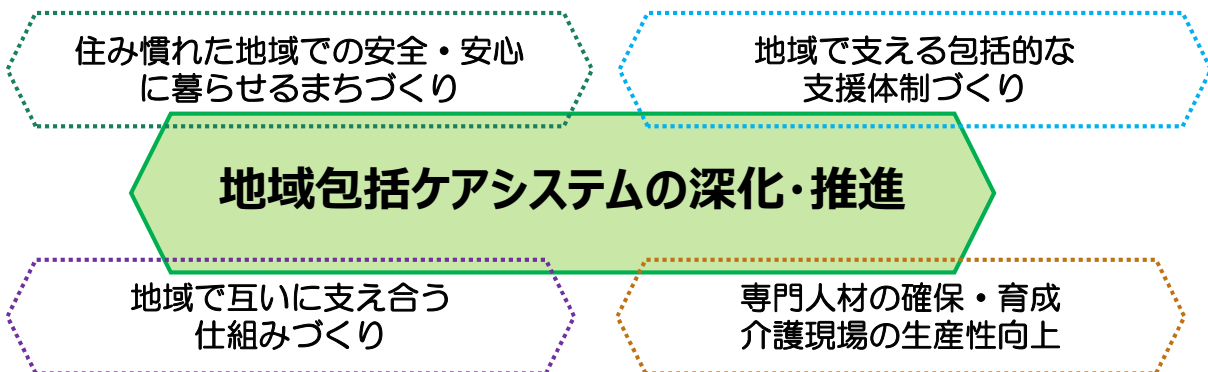 住み慣れた地域での安全・安心
に暮らせるまちづくり
地域で支える包括的な
支援体制づくり
地域包括ケアシステムの深化・推進
地域で互いに支え合う
仕組みづくり
専門人材の確保・育成
介護現場の生産性向上